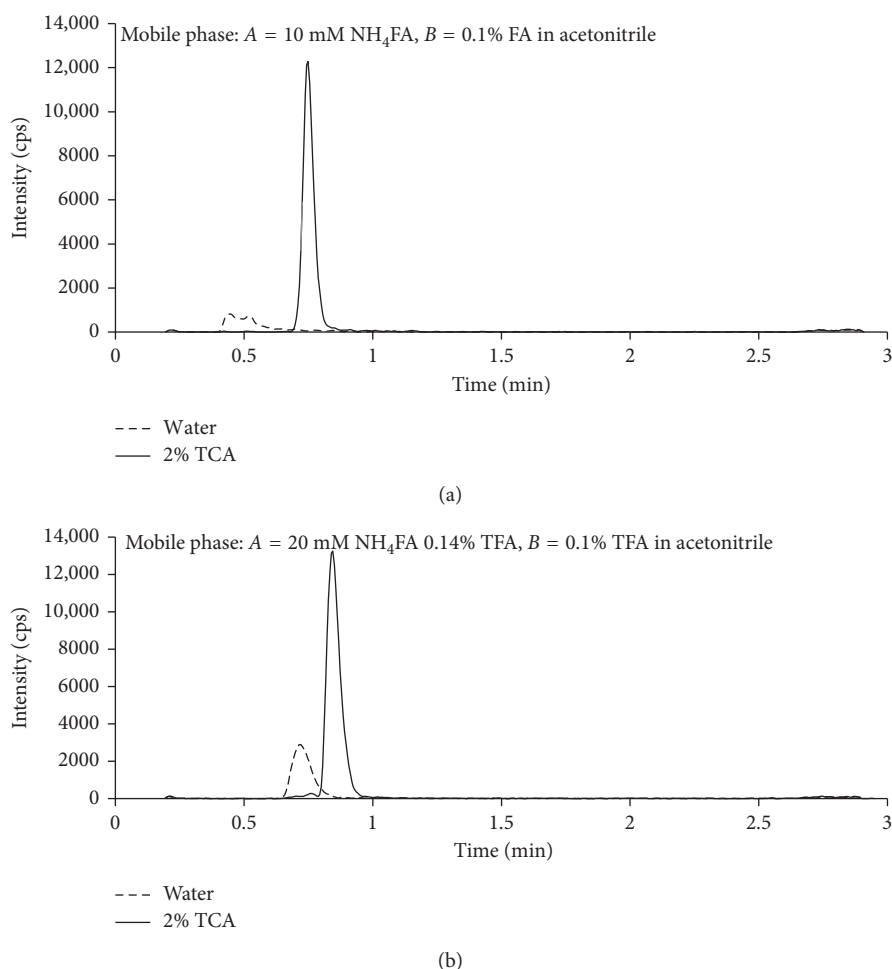 Mobile phase: A = 10 mM NH₄FA, B = 0.1% FA in acetonitrile
14,000
12,000
10,000
8000
6000
4000
2000
0
Intensity (cps)
0 0.5 1 1.5 2 2.5 3
Time (min)
Water
2% TCA
(a)
Mobile phase: A = 20 mM NH₄FA 0.14% TFA, B = 0.1% TFA in acetonitrile
14,000
12,000
10,000
8000
6000
4000
2000
0
Intensity (cps)
0 0.5 1 1.5 2 2.5 3
Time (min)
Water
2% TCA
(b)